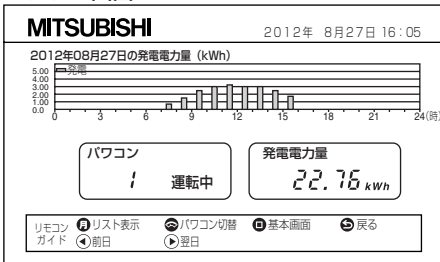 MITSUBISHI 2012年 8月27日 16:05
2012年08月27日の発電電力量（kWh）
発電
5.00
4.00
3.00
2.00
1.00
0.0
0 3 6 9 12 15 18 21 24(時)
パワコン
1 運転中
発電電力量
22.76 kWh
リモコンガイド
リスト表示 パワコン切替 基本画面 戻る
前日 翌日